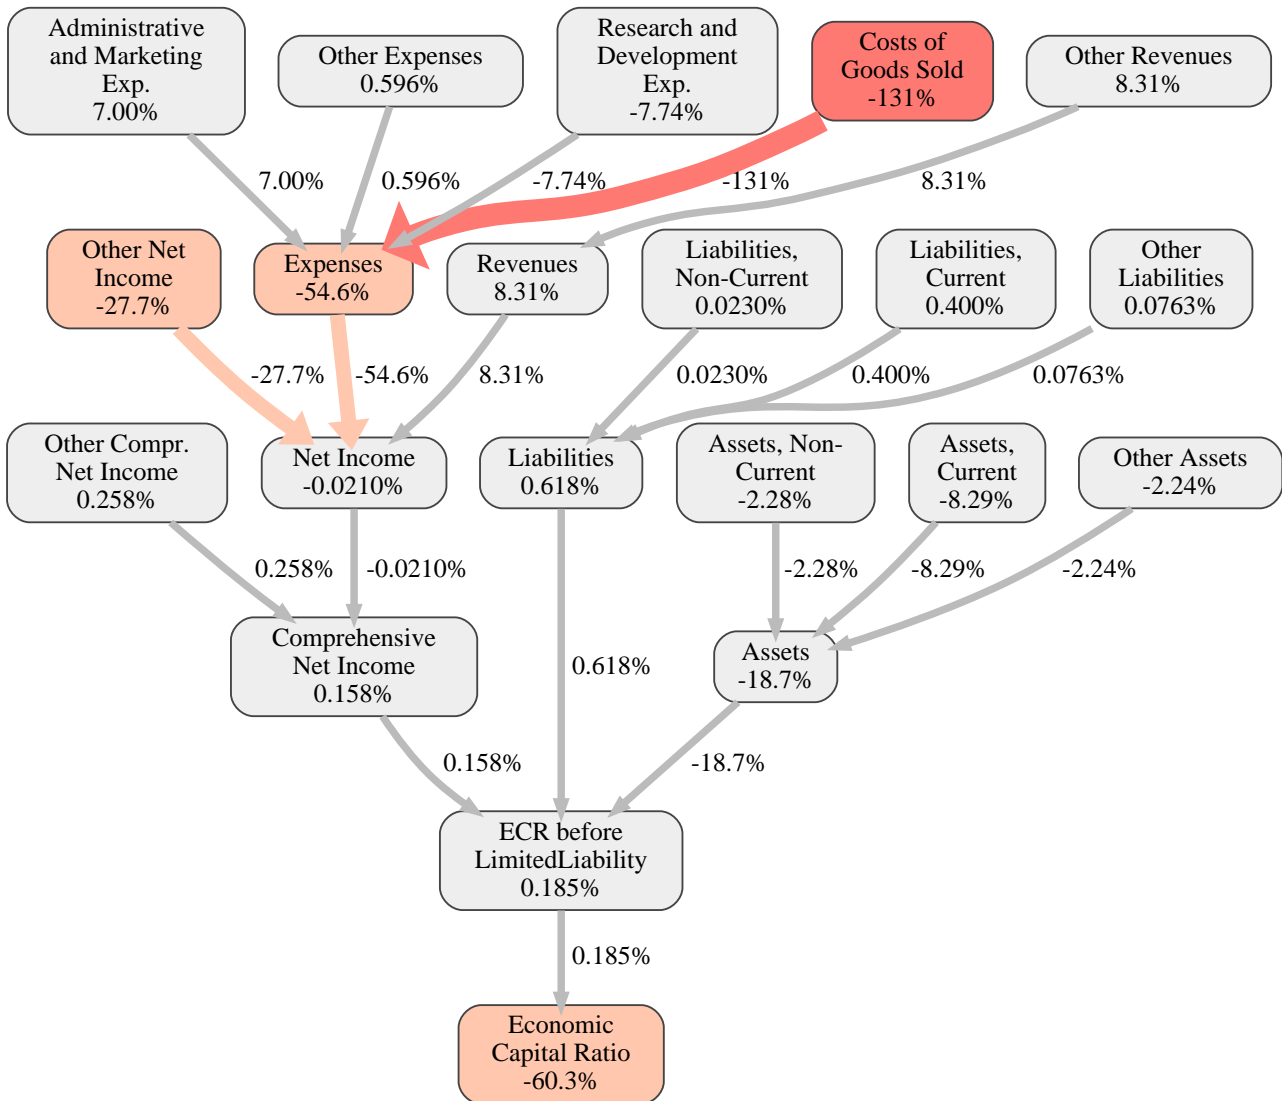 Administrative
and Marketing
Exp.
7.00%
Other Expenses
0.596%
Research and
Development
Exp.
-7.74%
Costs of
Goods Sold
-131%
Other Revenues
8.31%
7.00%
0.596%
-7.74%
-131%
8.31%
Other Net
Income
-27.7%
Expenses
-54.6%
Revenues
8.31%
Liabilities,
Non-Current
0.0230%
Liabilities,
Current
0.400%
Other
Liabilities
0.0763%
-27.7%
-54.6%
8.31%
0.0230%
0.400%
0.0763%
Other Compr.
Net Income
0.258%
Net Income
-0.0210%
Liabilities
0.618%
Assets, Non-
Current
-2.28%
Assets,
Current
-8.29%
Other Assets
-2.24%
0.258%
-0.0210%
-2.28%
-8.29%
-2.24%
Comprehensive
Net Income
0.158%
0.618%
Assets
-18.7%
0.158%
-18.7%
ECR before
LimitedLiability
0.185%
0.185%
Economic
Capital Ratio
-60.3%